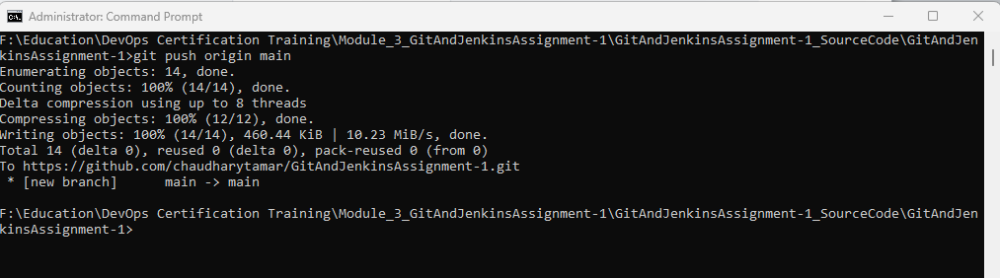 Administrator: Command Prompt
F:\Education\DevOps Certification Training\Module_3_GitAndJenkinsAssignment-1\GitAndJenkinsAssignment-1_SourceCode\GitAndJen
kinsAssignment-1>git push origin main
Enumerating objects: 14, done.
Counting objects: 100% (14/14), done.
Delta compression using up to 8 threads
Compressing objects: 100% (12/12), done.
Writing objects: 100% (14/14), 460.44 KiB | 10.23 MiB/s, done.
Total 14 (delta 0), reused 0 (delta 0), pack-reused 0 (from 0)
To https://github.com/chaudharytamar/GitAndJenkinsAssignment-1.git
 * [new branch]      main -> main
F:\Education\DevOps Certification Training\Module_3_GitAndJenkinsAssignment-1\GitAndJenkinsAssignment-1_SourceCode\GitAndJen
kinsAssignment-1>